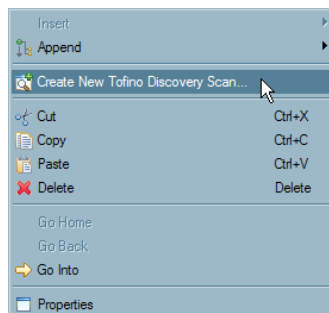 Insert
Append
Create New Tofino Discovery Scan...
Cut Ctrl+X
Copy Ctrl+C
Paste Ctrl+V
Delete Delete
Go Home
Go Back
Go Into
Properties